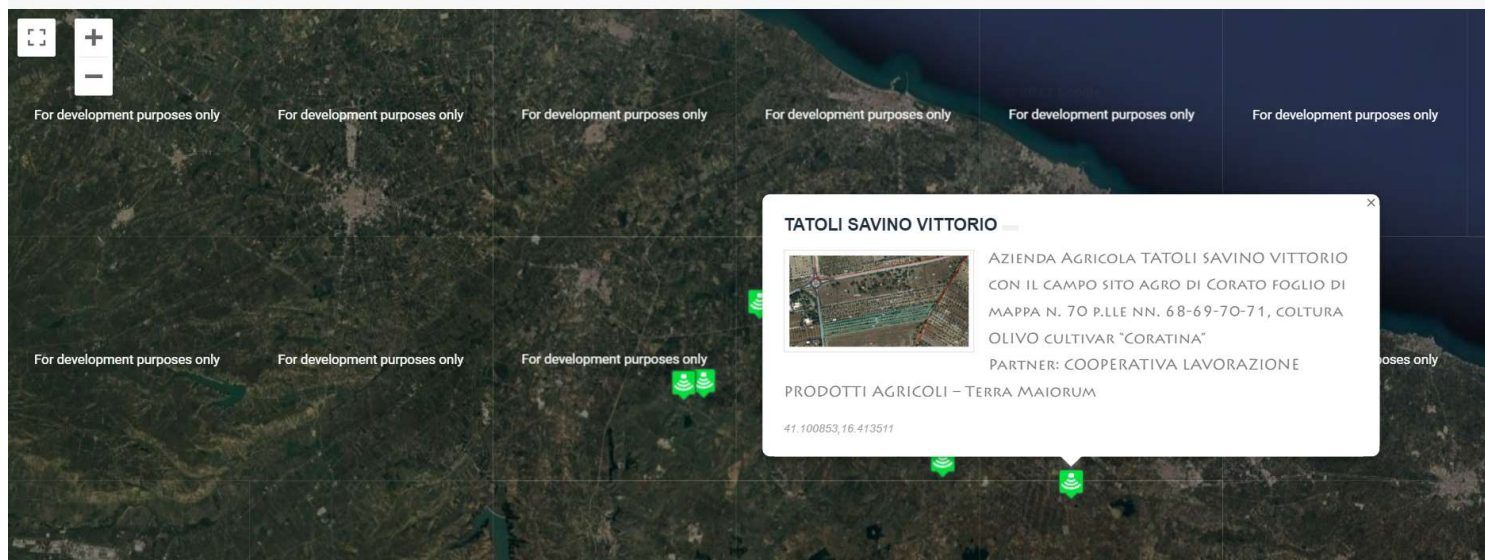 For development purposes only
For development purposes only
For development purposes only
For development purposes only
For development purposes only
For development purposes only
×
TATOLI SAVINO VITTORIO
Azienda Agricola TATOLI SAVINO VITTORIO
con il campo sito agro di Corato foglio di
mappa n. 70 p.lle nn. 68-69-70-71, coltura
OLIVO cultivar "Coratina"
Partner: COOPERATIVA LAVORAZIONE
PRODOTTI AGRICOLI – Terra Maiorum
41.100853,16.413511
For development purposes only
For development purposes only
For development purposes only
oses only